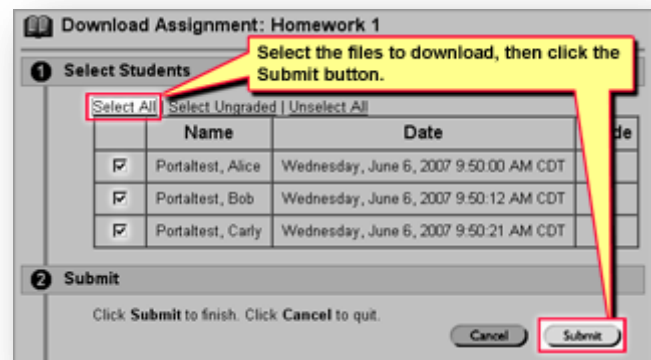 Download Assignment: Homework 1
Select the files to download, then click the
Submit button.
1 Select Students
Select All | Select Ungraded | Unselect All
Name Date
Portaltest, Alice Wednesday, June 6, 2007 9:50:00 AM CDT
Portaltest, Bob Wednesday, June 6, 2007 9:50:12 AM CDT
Portaltest, Carly Wednesday, June 6, 2007 9:50:21 AM CDT
2 Submit
Click Submit to finish. Click Cancel to quit.
Cancel Submit